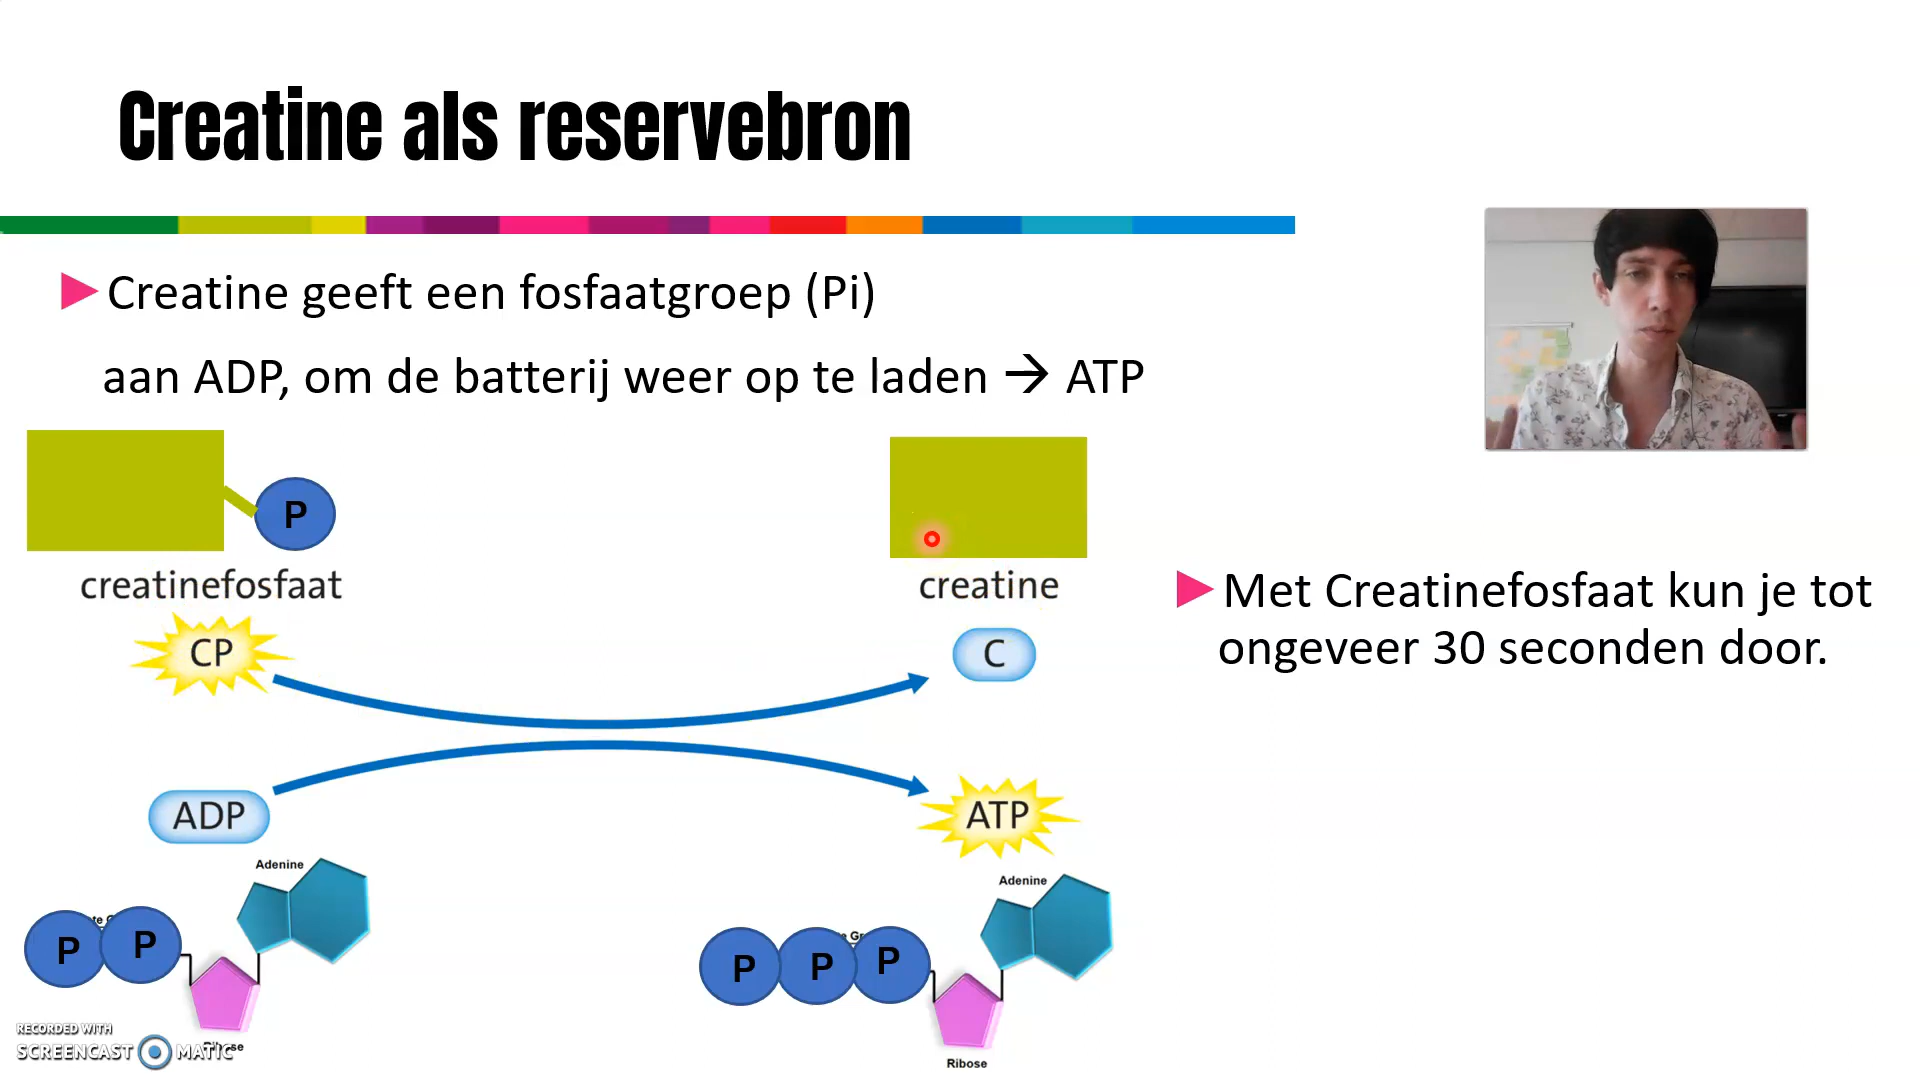 Creatine als reservebron
Creatine geeft een fosfaatgroep (Pi)
aan ADP, om de batterij weer op te laden → ATP
P
creatinefosfaat
creatine
CP
C
Met Creatinefosfaat kun je tot
ongeveer 30 seconden door.
ADP
ATP
Adenine
P P
Adenine
P P P
Ribose
RECORDED WITH
SCREENCAST MATIC